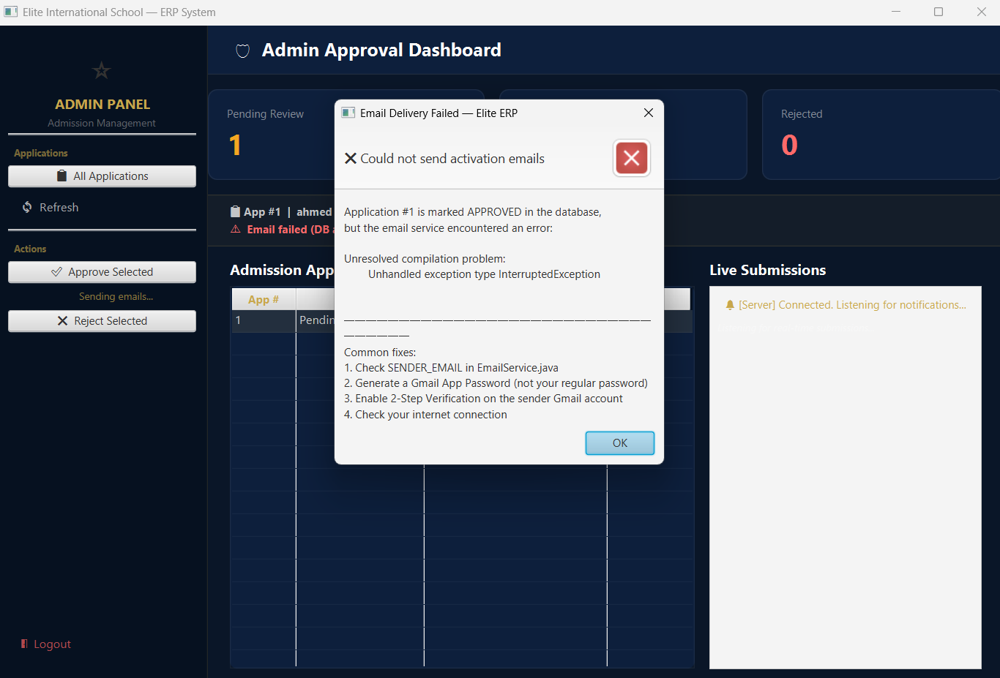 Elite International School — ERP System
ADMIN PANEL
Admission Management
Applications
All Applications
Refresh
Actions
Approve Selected
Sending emails...
Reject Selected
Logout
Admin Approval Dashboard
Pending Review
1
Rejected
0
App #1 | ahmed
Email failed (DB
Admission App
App #
1 Pendin
Live Submissions
[Server] Connected. Listening for notifications...
Email Delivery Failed — Elite ERP
Could not send activation emails
Application #1 is marked APPROVED in the database,
but the email service encountered an error:
Unresolved compilation problem:
Unhandled exception type InterruptedException
Common fixes:
1. Check SENDER_EMAIL in EmailService.java
2. Generate a Gmail App Password (not your regular password)
3. Enable 2-Step Verification on the sender Gmail account
4. Check your internet connection
OK